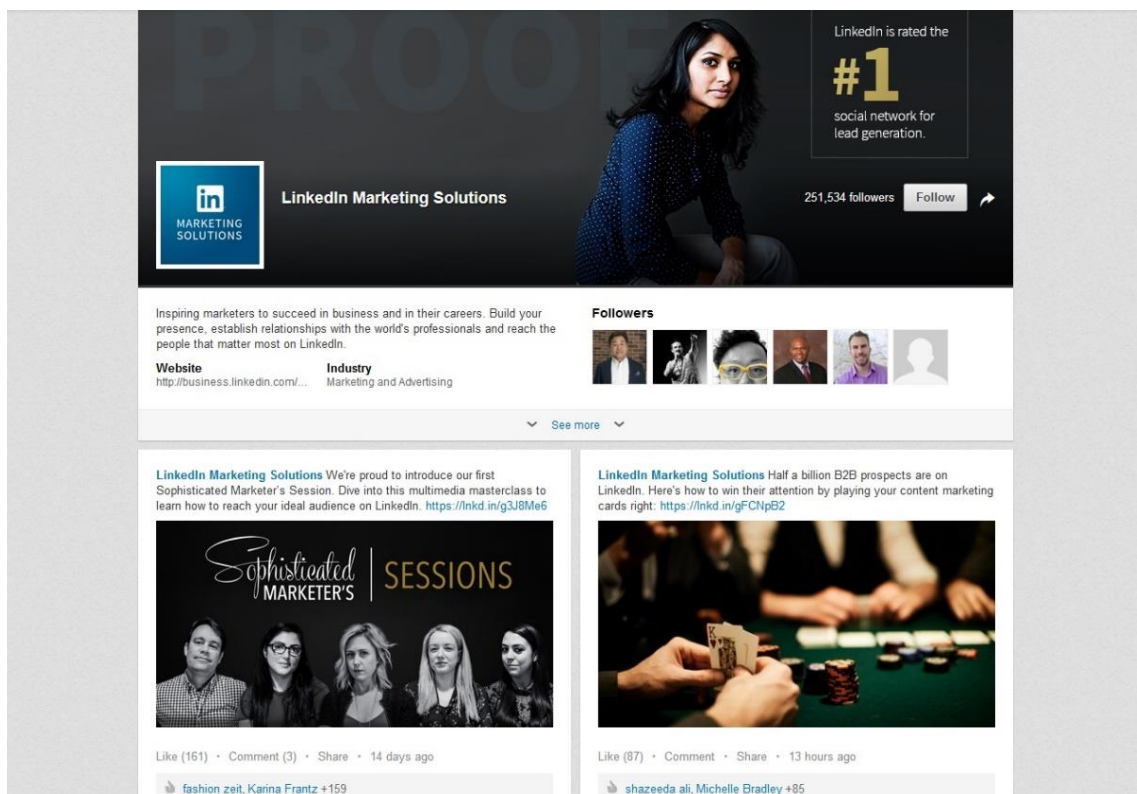 PROOF
LinkedIn is rated the
#1
social network for
lead generation.
in
MARKETING
SOLUTIONS
LinkedIn Marketing Solutions
251,534 followers
Follow
Inspiring marketers to succeed in business and in their careers. Build your
presence, establish relationships with the world's professionals and reach the
people that matter most on LinkedIn.
Website
http://business.linkedin.com/...
Industry
Marketing and Advertising
Followers
See more
LinkedIn Marketing Solutions We're proud to introduce our first
Sophisticated Marketer's Session. Dive into this multimedia masterclass to
learn how to reach your ideal audience on LinkedIn. https://lnkd.in/g3J8Me6
Sophisticated
MARKETER'S
SESSIONS
Like (161) • Comment (3) • Share • 14 days ago
fashion zeit, Karina Frantz +159
LinkedIn Marketing Solutions Half a billion B2B prospects are on
LinkedIn. Here's how to win their attention by playing your content marketing
cards right: https://lnkd.in/gFCNpB2
K
Like (87) • Comment • Share • 13 hours ago
shazeeda ali, Michelle Bradley +85